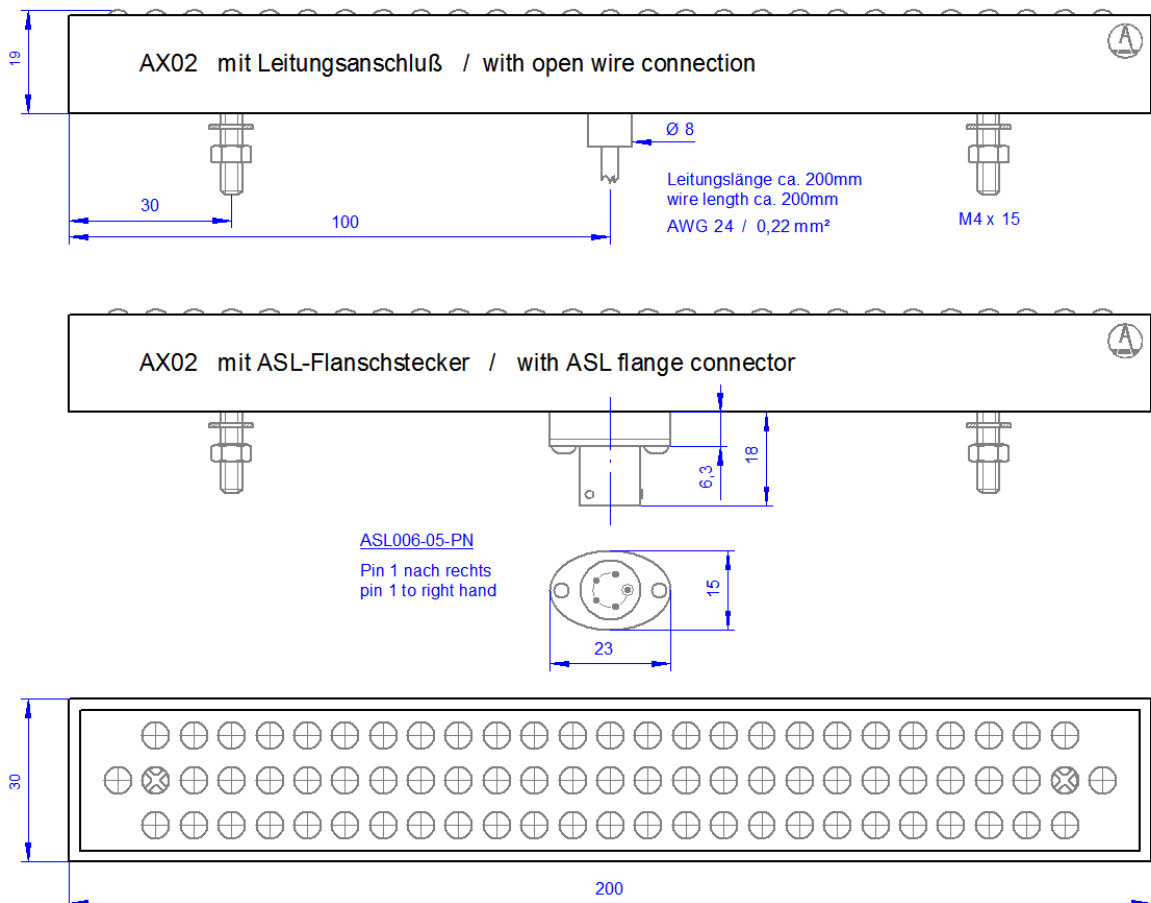 19
AX02 mit Leitungsanschluß / with open wire connection
A
Ø 8
Leitungslänge ca. 200mm
wire length ca. 200mm
AWG 24 / 0,22 mm²
30
100
M4 x 15
AX02 mit ASL-Flanschstecker / with ASL flange connector
A
6,3
18
ASL006-05-PN
Pin 1 nach rechts
pin 1 to right hand
15
23
30
200